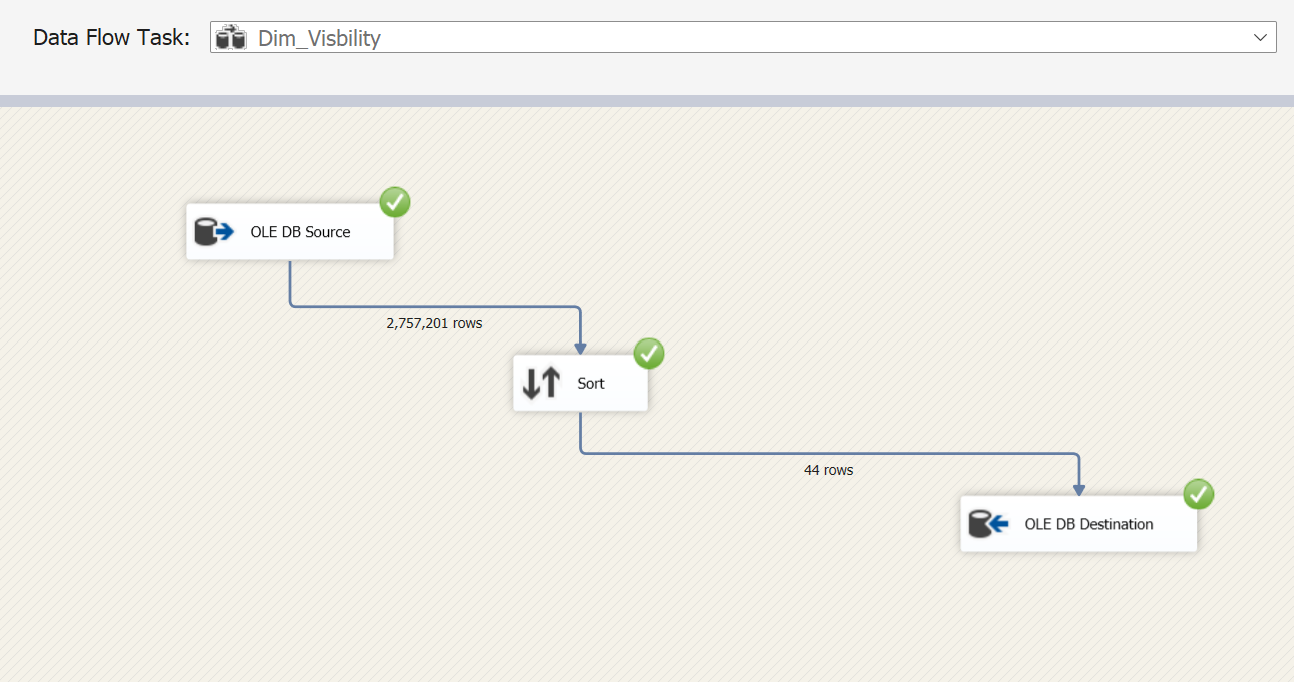 Data Flow Task: Dim_Visbility
OLE DB Source
2,757,201 rows
Sort
44 rows
OLE DB Destination